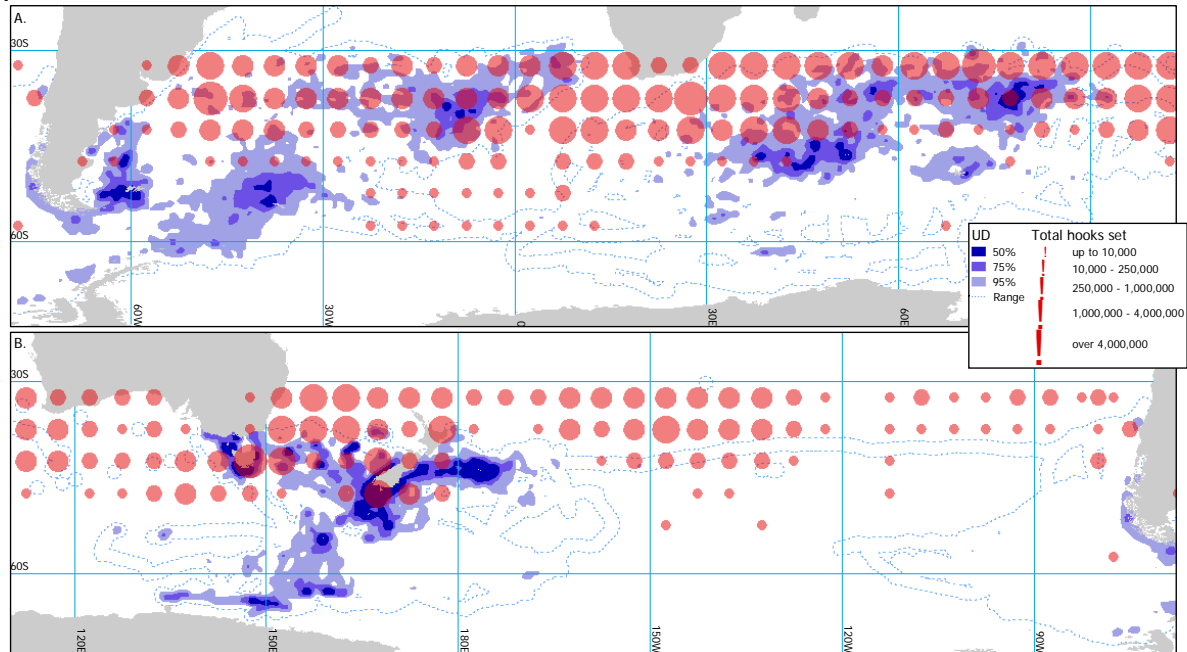 A.
30S
60S
60W
30W
0
30E
60E
UD
Total hooks set
50%
up to 10,000
75%
10,000 - 250,000
95%
250,000 - 1,000,000
Range
1,000,000 - 4,000,000
over 4,000,000
B.
30S
60S
120E
150E
180E
150W
120W
90W